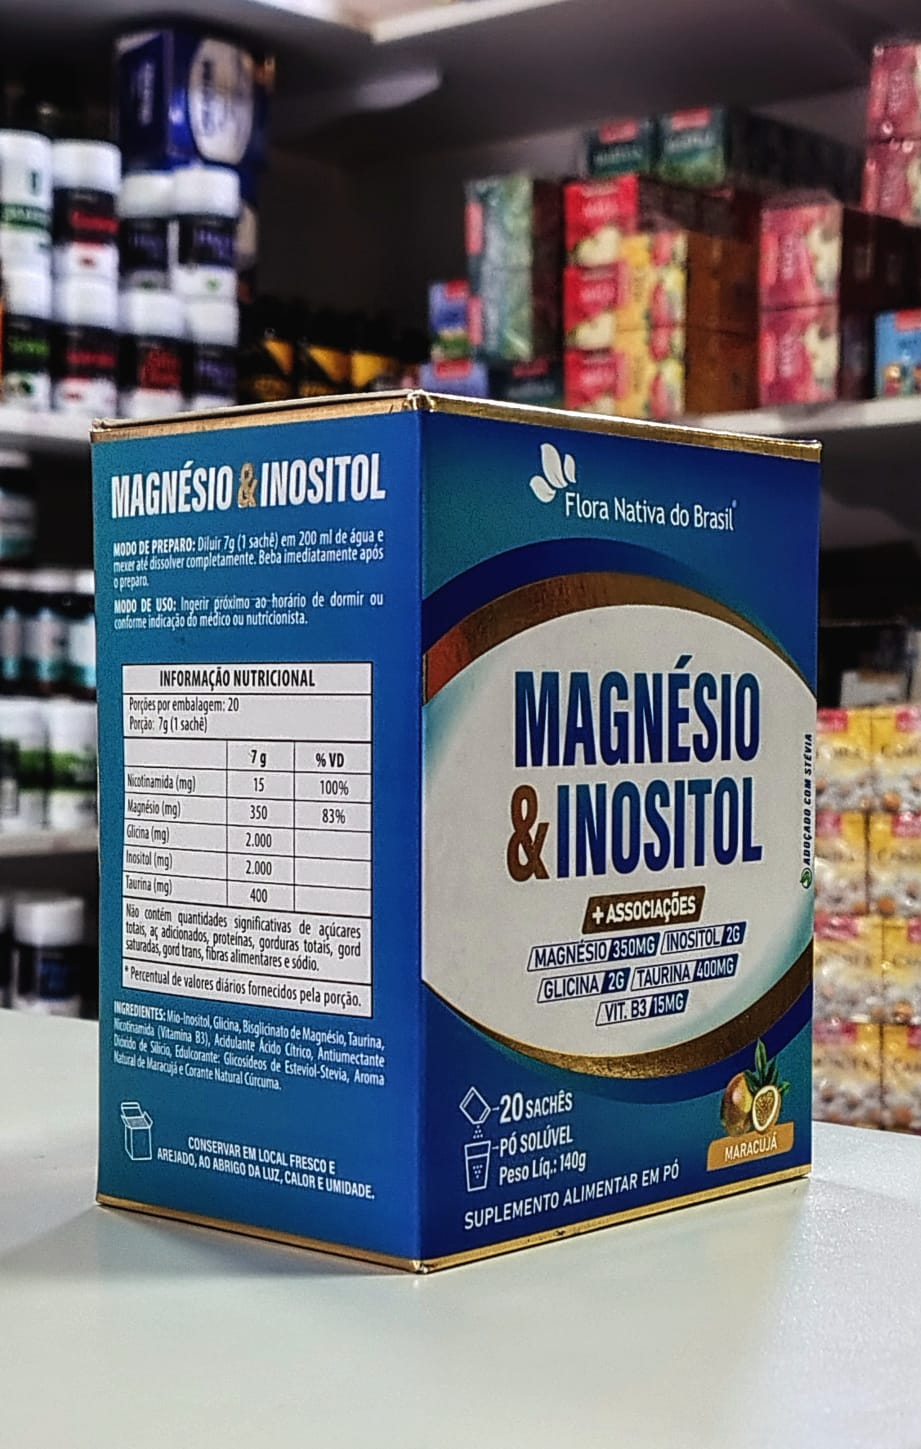 MAGNÉSIO & INOSITOL
MODO DE PREPARO: Diluir 7g (1 sachê) em 200 ml de água e
mexer até dissolver completamente. Beba imediatamente após
o preparo.
MODO DE USO: Ingerir próximo ao horário de dormir ou
conforme indicação do médico ou nutricionista.
INFORMAÇÃO NUTRICIONAL
Porções por embalagem: 20
Porção: 7g (1 sachê)
7 g % VD
Nicotinamida (mg) 15 100%
Magnésio (mg) 350 83%
Glicina (mg) 2.000
Inositol (mg) 2.000
Taurina (mg) 400
Não contém quantidades significativas de açúcares
totais, aç adicionados, proteínas, gorduras totais, gord
saturadas, gord trans, fibras alimentares e sódio.
* Percentual de valores diários fornecidos pela porção.
INGREDIENTES: Mio-Inositol, Glicina, Bisglicinato de Magnésio, Taurina,
Nicotinamida (Vitamina B3), Acidulante Ácido Cítrico, Antiumectante
Dióxido de Silício, Edulcorante: Glicosídeos de Esteviol-Stevia, Aroma
Natural de Maracujá e Corante Natural Cúrcuma.
CONSERVAR EM LOCAL FRESCO E
AREJADO, AO ABRIGO DA LUZ, CALOR E UMIDADE.
Flora Nativa do Brasil®
MAGNÉSIO
& INOSITOL
+ ASSOCIAÇÕES
MAGNÉSIO 350MG INOSITOL 2G
GLICINA 2G TAURINA 400MG
VIT. B3 15MG
ADOÇADO COM STÉVIA
20 SACHÊS
PÓ SOLÚVEL
Peso Líq.: 140g
MARACUJÁ
SUPLEMENTO ALIMENTAR EM PÓ